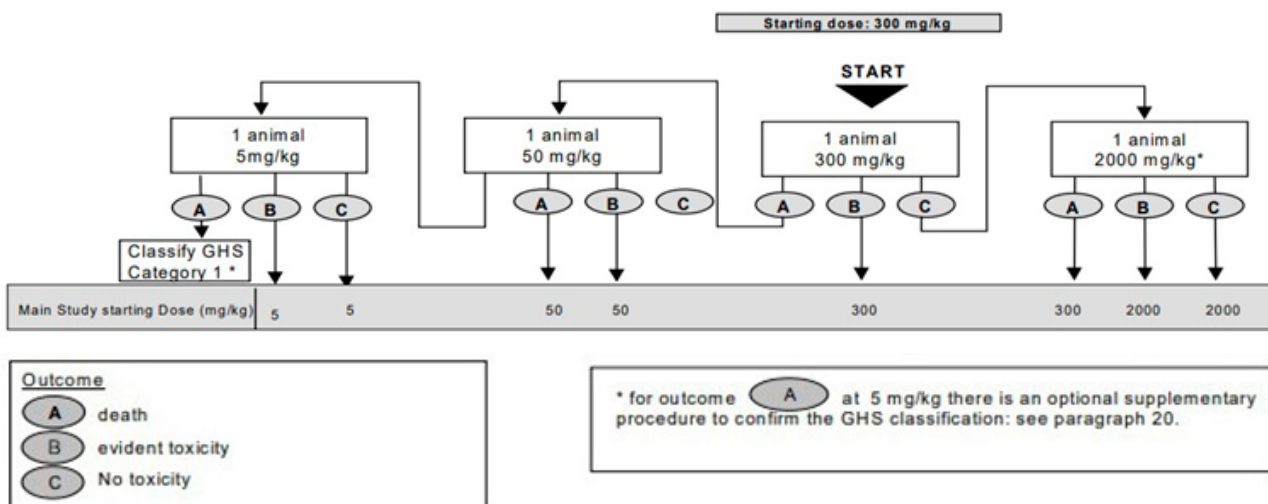 Starting dose: 300 mg/kg
START
1 animal
5mg/kg
1 animal
50 mg/kg
1 animal
300 mg/kg
1 animal
2000 mg/kg*
A B C A B C A B C A B C
Classify GHS
Category 1 *
Main Study starting Dose (mg/kg) 5 5 50 50 300 300 2000 2000
Outcome
A death
B evident toxicity
C No toxicity
* for outcome A at 5 mg/kg there is an optional supplementary
procedure to confirm the GHS classification: see paragraph 20.